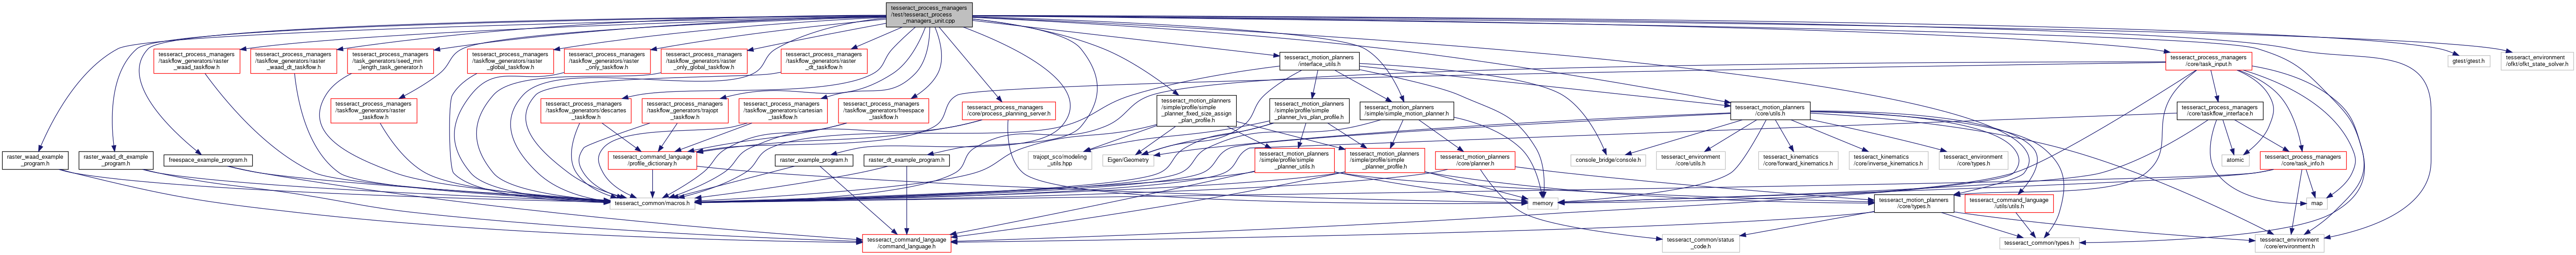 tesseract_process_managers
/test/tesseract_process
_managers_unit.cpp
tesseract_process_managers
/taskflow_generators/raster
_waad_taskflow.h
tesseract_process_managers
/taskflow_generators/raster
_waad_dt_taskflow.h
tesseract_process_managers
/task_generators/seed_min
_length_task_generator.h
tesseract_process_managers
/taskflow_generators/raster
_global_taskflow.h
tesseract_process_managers
/taskflow_generators/raster
_only_taskflow.h
tesseract_process_managers
/taskflow_generators/raster
_only_global_taskflow.h
tesseract_process_managers
/taskflow_generators/raster
_dt_taskflow.h
tesseract_motion_planners
/interface_utils.h
tesseract_process_managers
/core/task_input.h
gtest/gtest.h
tesseract_environment
/ofkt/ofkt_state_solver.h
tesseract_process_managers
/taskflow_generators/raster
_taskflow.h
tesseract_process_managers
/taskflow_generators/descartes
_taskflow.h
tesseract_process_managers
/taskflow_generators/trajopt
_taskflow.h
tesseract_process_managers
/taskflow_generators/cartesian
_taskflow.h
tesseract_process_managers
/taskflow_generators/freespace
_taskflow.h
tesseract_process_managers
/core/process_planning_server.h
tesseract_motion_planners
/simple/profile/simple
_planner_fixed_size_assign
_plan_profile.h
tesseract_motion_planners
/simple/profile/simple
_planner_lvs_plan_profile.h
tesseract_motion_planners
/simple/simple_motion_planner.h
tesseract_motion_planners
/core/utils.h
tesseract_process_managers
/core/taskflow_interface.h
raster_waad_example
_program.h
raster_waad_dt_example
_program.h
freespace_example_program.h
tesseract_command_language
/profile_dictionary.h
raster_example_program.h
raster_dt_example_program.h
trajopt_sco/modeling
_utils.hpp
Eigen/Geometry
tesseract_motion_planners
/simple/profile/simple
_planner_utils.h
tesseract_motion_planners
/simple/profile/simple
_planner_profile.h
tesseract_motion_planners
/core/planner.h
console_bridge/console.h
tesseract_environment
/core/utils.h
tesseract_kinematics
/core/forward_kinematics.h
tesseract_kinematics
/core/inverse_kinematics.h
tesseract_environment
/core/types.h
atomic
tesseract_process_managers
/core/task_info.h
tesseract_common/macros.h
memory
tesseract_motion_planners
/core/types.h
tesseract_command_language
/utils/utils.h
map
tesseract_command_language
/command_language.h
tesseract_common/status
_code.h
tesseract_common/types.h
tesseract_environment
/core/environment.h